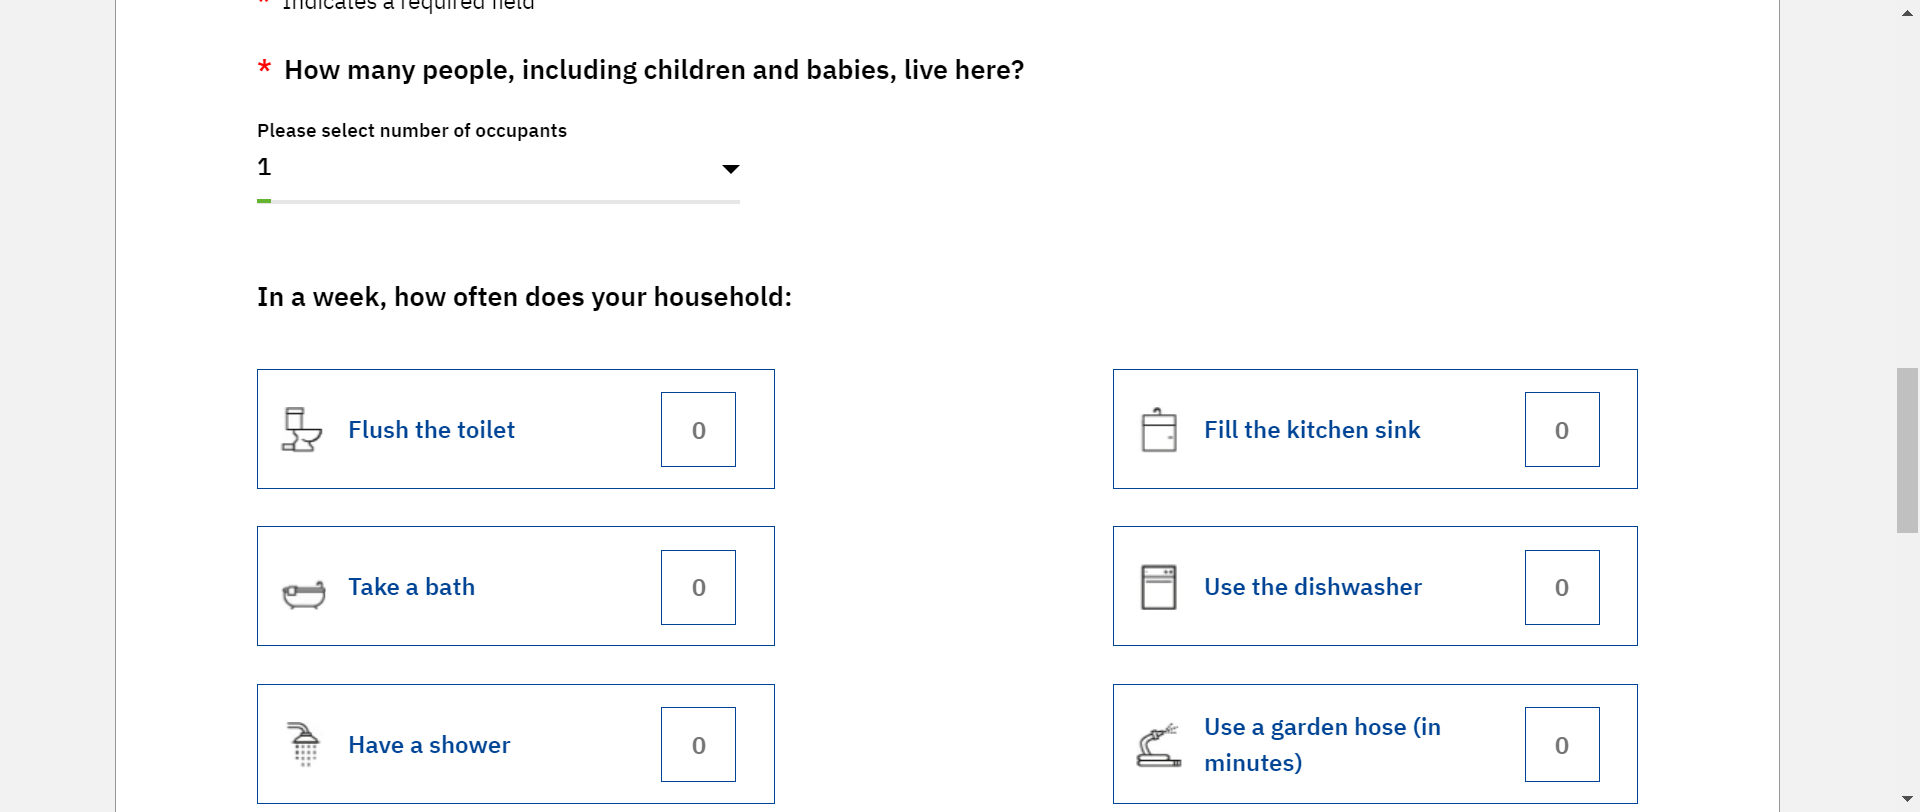 * Indicates a required field
* How many people, including children and babies, live here?
Please select number of occupants
1
In a week, how often does your household:
Flush the toilet 0
Fill the kitchen sink 0
Take a bath 0
Use the dishwasher 0
Have a shower 0
Use a garden hose (in
minutes) 0